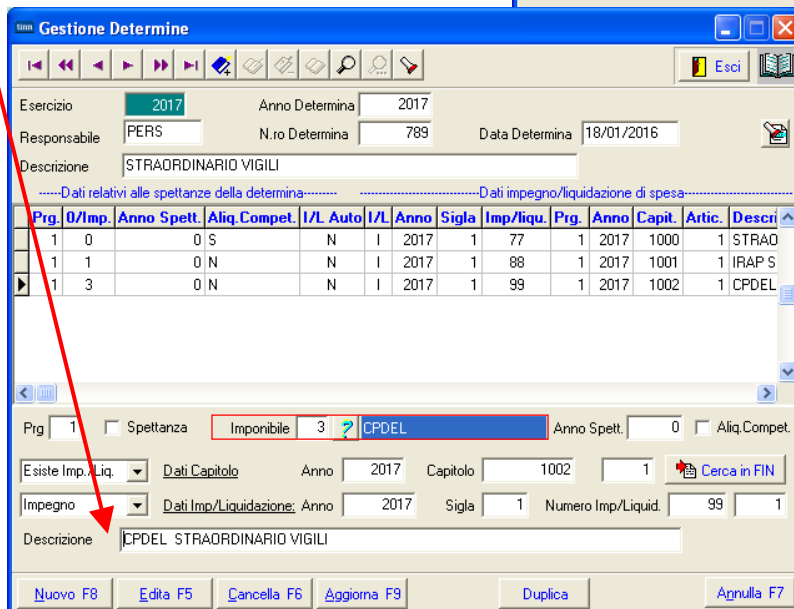 tinn Gestione Determine
Esci
Esercizio 2017 Anno Determina 2017
Responsabile PERS N.ro Determina 789 Data Determina 18/01/2016
Descrizione STRAORDINARIO VIGILI
------Dati relativi alle spettanze della determina--------- ------------------------------Dati impegno/liquidazione di spesa---------------------------
Prg. 0/Imp. Anno Spett. Aliq.Compet. I/L Auto I/L Anno Sigla Imp/liqu. Prg. Anno Capit. Artic. Descri
1 0 0 S N I 2017 1 77 1 2017 1000 1 STRAO
1 1 0 N N I 2017 1 88 1 2017 1001 1 IRAP S
1 3 0 N N I 2017 1 99 1 2017 1002 1 CPDEL
Prg 1 Spettanza Imponibile 3 ? CPDEL Anno Spett. 0 Aliq.Compet.
Esiste Imp./Liq. Dati Capitolo Anno 2017 Capitolo 1002 1 Cerca in FIN
Impegno Dati Imp/Liquidazione: Anno 2017 Sigla 1 Numero Imp/Liquid. 99 1
Descrizione CPDEL STRAORDINARIO VIGILI
Nuovo F8 Edita F5 Cancella F6 Aggiorna F9 Duplica Annulla F7